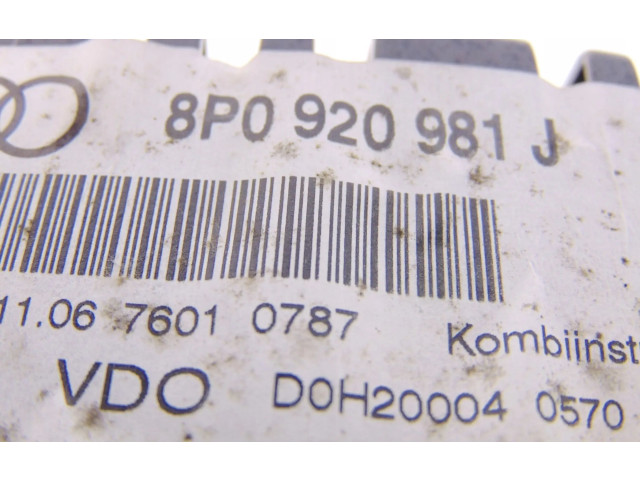 8P0 920 981 J
11.06 7601 0787
Kombiinst
VDO D0H20004 0570